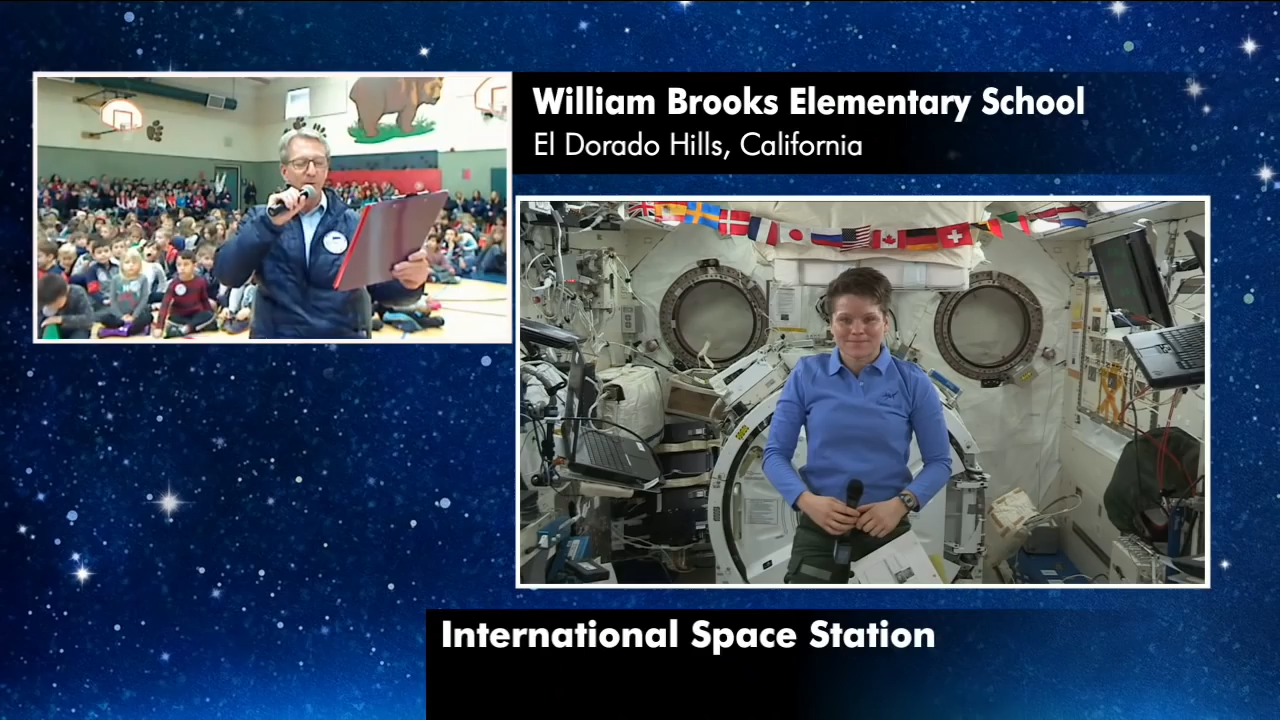 William Brooks Elementary School
El Dorado Hills, California
International Space Station